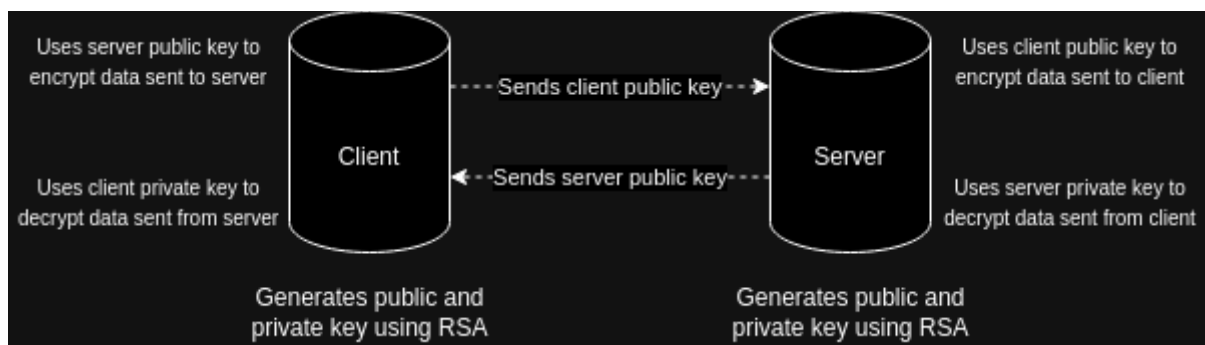 Uses server public key to
encrypt data sent to server
Uses client private key to
decrypt data sent from server
Client
Generates public and
private key using RSA
Sends client public key
Sends server public key
Server
Generates public and
private key using RSA
Uses client public key to
encrypt data sent to client
Uses server private key to
decrypt data sent from client